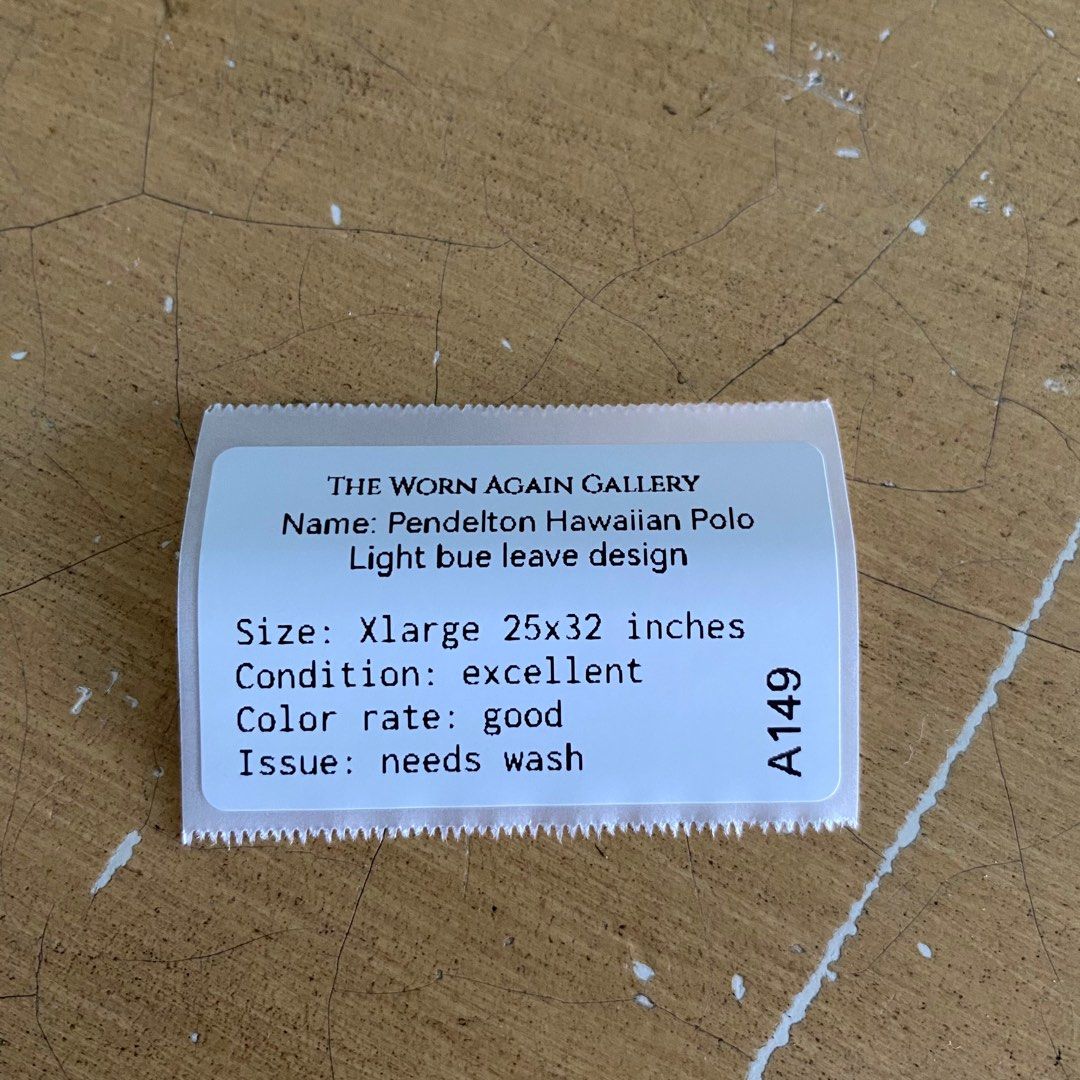 THE WORN AGAIN GALLERY
Name: Pendelton Hawaiian Polo
Light bue leave design
Size: Xlarge 25x32 inches
Condition: excellent
Color rate: good
Issue: needs wash
A149